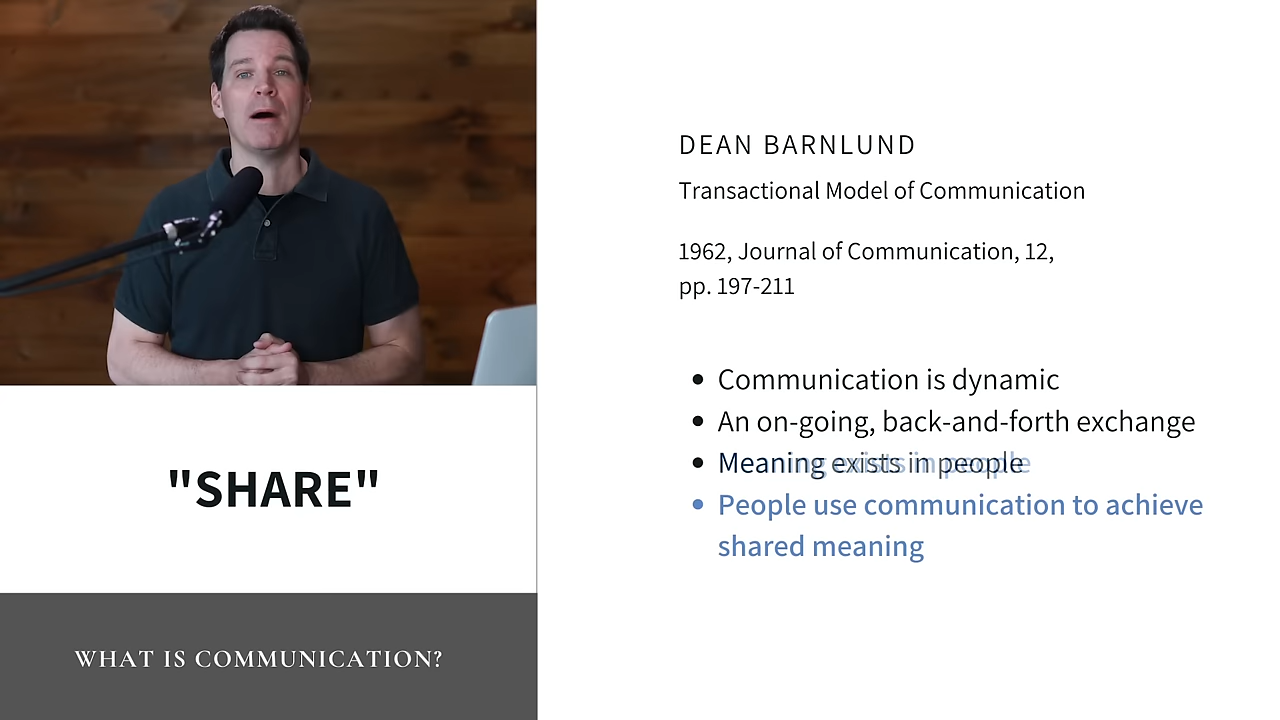 "SHARE"
WHAT IS COMMUNICATION?
DEAN BARNLUND
Transactional Model of Communication
1962, Journal of Communication, 12,
pp. 197-211
• Communication is dynamic
• An on-going, back-and-forth exchange
• Meaning exists in people
• People use communication to achieve
shared meaning